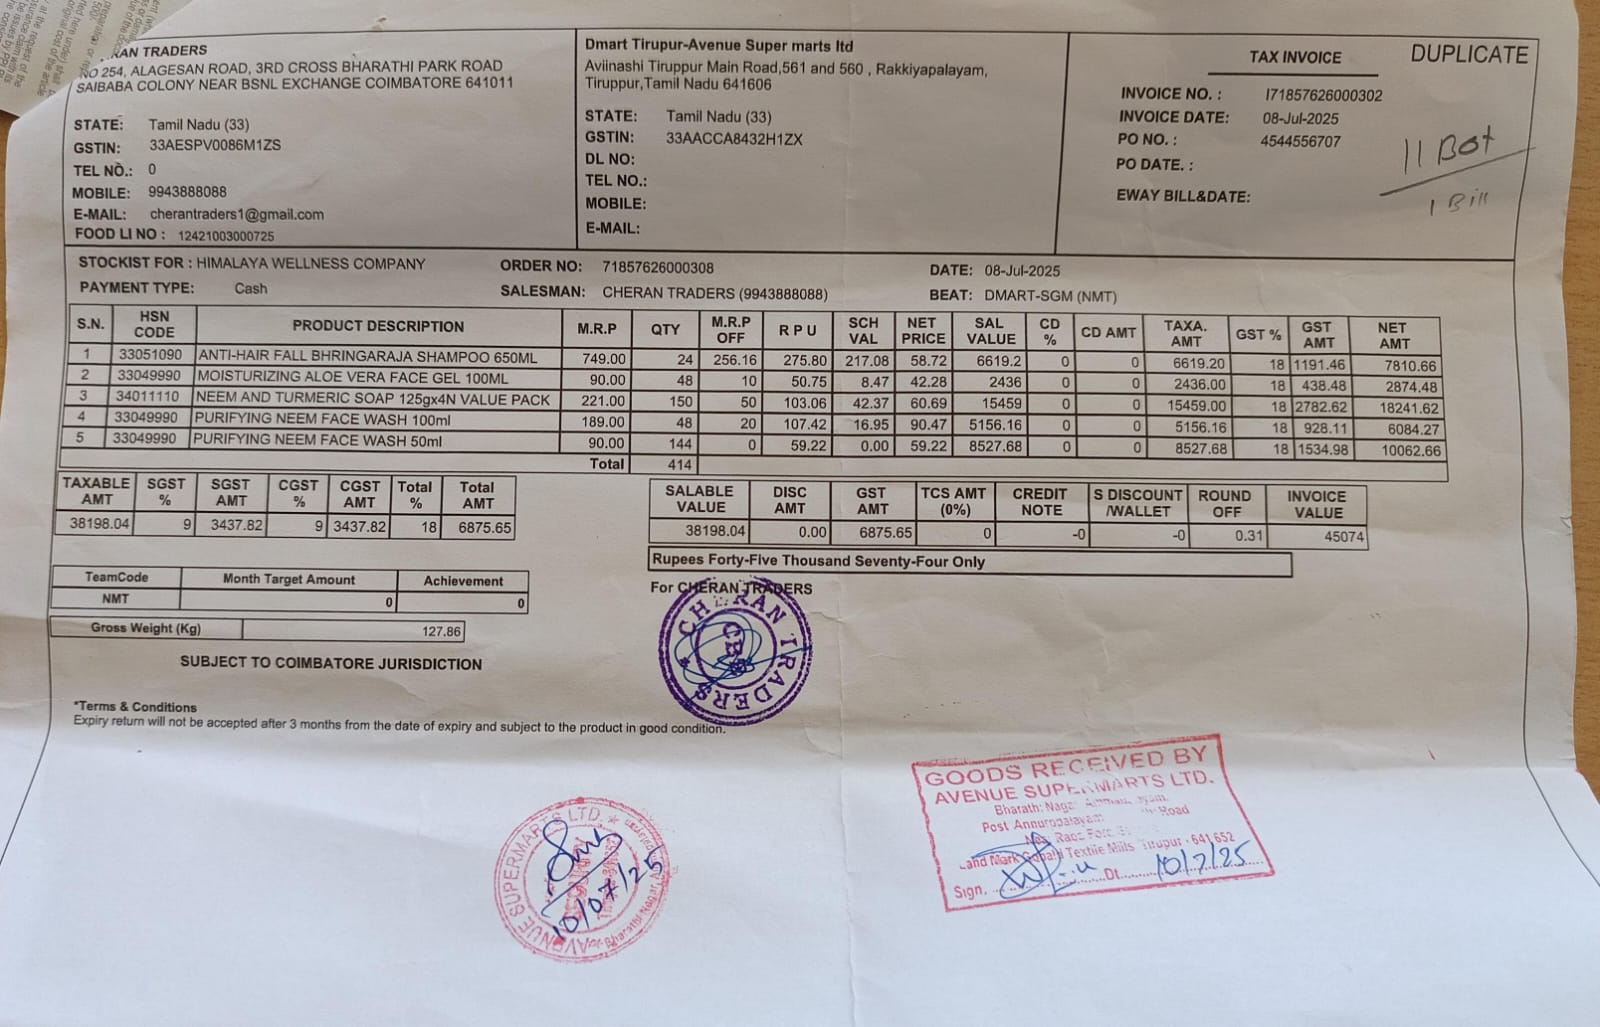 RAN TRADERS
NO 254, ALAGESAN ROAD, 3RD CROSS BHARATHI PARK ROAD
SAIBABA COLONY NEAR BSNL EXCHANGE COIMBATORE 641011
STATE: Tamil Nadu (33)
GSTIN: 33AESPV0086M1ZS
TEL NO.: 0
MOBILE: 9943888088
E-MAIL: cherantraders1@gmail.com
FOOD LI NO : 12421003000725
Dmart Tirupur-Avenue Super marts ltd
Aviinashi Tiruppur Main Road,561 and 560 , Rakkiyapalayam,
Tiruppur,Tamil Nadu 641606
STATE: Tamil Nadu (33)
GSTIN: 33AACCA8432H1ZX
DL NO:
TEL NO.:
MOBILE:
E-MAIL:
TAX INVOICE
DUPLICATE
INVOICE NO. : I71857626000302
INVOICE DATE: 08-Jul-2025
PO NO. : 4544556707
PO DATE. :
EWAY BILL&DATE:
11 Bot
1 Bill
STOCKIST FOR : HIMALAYA WELLNESS COMPANY ORDER NO: 71857626000308 DATE: 08-Jul-2025
PAYMENT TYPE: Cash SALESMAN: CHERAN TRADERS (9943888088) BEAT: DMART-SGM (NMT)
S.N. HSN CODE PRODUCT DESCRIPTION M.R.P QTY M.R.P OFF R P U SCH VAL NET PRICE SAL VALUE CD % CD AMT TAXA. AMT GST % GST AMT NET AMT
1 33051090 ANTI-HAIR FALL BHRINGARAJA SHAMPOO 650ML 749.00 24 256.16 275.80 217.08 58.72 6619.2 0 0 6619.20 18 1191.46 7810.66
2 33049990 MOISTURIZING ALOE VERA FACE GEL 100ML 90.00 48 10 50.75 8.47 42.28 2436 0 0 2436.00 18 438.48 2874.48
3 34011110 NEEM AND TURMERIC SOAP 125gx4N VALUE PACK 221.00 150 50 103.06 42.37 60.69 15459 0 0 15459.00 18 2782.62 18241.62
4 33049990 PURIFYING NEEM FACE WASH 100ml 189.00 48 20 107.42 16.95 90.47 5156.16 0 0 5156.16 18 928.11 6084.27
5 33049990 PURIFYING NEEM FACE WASH 50ml 90.00 144 0 59.22 0.00 59.22 8527.68 0 0 8527.68 18 1534.98 10062.66
Total 414
TAXABLE AMT SGST % SGST AMT CGST % CGST AMT Total % Total AMT
38198.04 9 3437.82 9 3437.82 18 6875.65
SALABLE VALUE DISC AMT GST AMT TCS AMT (0%) CREDIT NOTE S DISCOUNT /WALLET ROUND OFF INVOICE VALUE
38198.04 0.00 6875.65 0 -0 -0 0.31 45074
Rupees Forty-Five Thousand Seventy-Four Only
TeamCode Month Target Amount Achievement
NMT 0 0
Gross Weight (Kg) 127.86
For CHERAN TRADERS
CHERAN TRADERS
CBE
SUBJECT TO COIMBATORE JURISDICTION
*Terms & Conditions
Expiry return will not be accepted after 3 months from the date of expiry and subject to the product in good condition.
AVENUE SUPERMARTS LTD.
10/07/25
GOODS RECEIVED BY
AVENUE SUPERMARTS LTD.
Road
Post
Textile Mills Tirupur - 641 652
Sign. Dt. 10/7/25